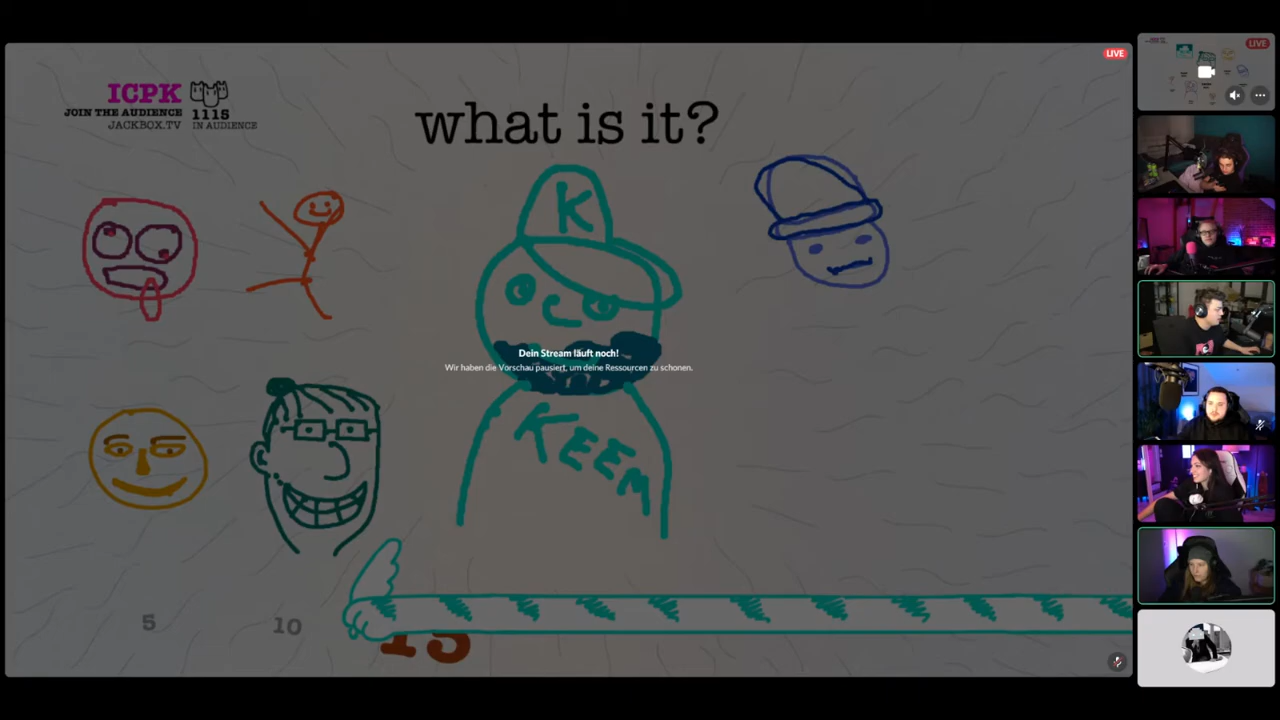 LIVE
LIVE
ICPK
JOIN THE AUDIENCE
JACKBOX.TV
1115
IN AUDIENCE
what is it?
K
Dein Stream läuft noch!
Wir haben die Vorschau pausiert, um deine Ressourcen zu schonen.
KEEM
5
10
15